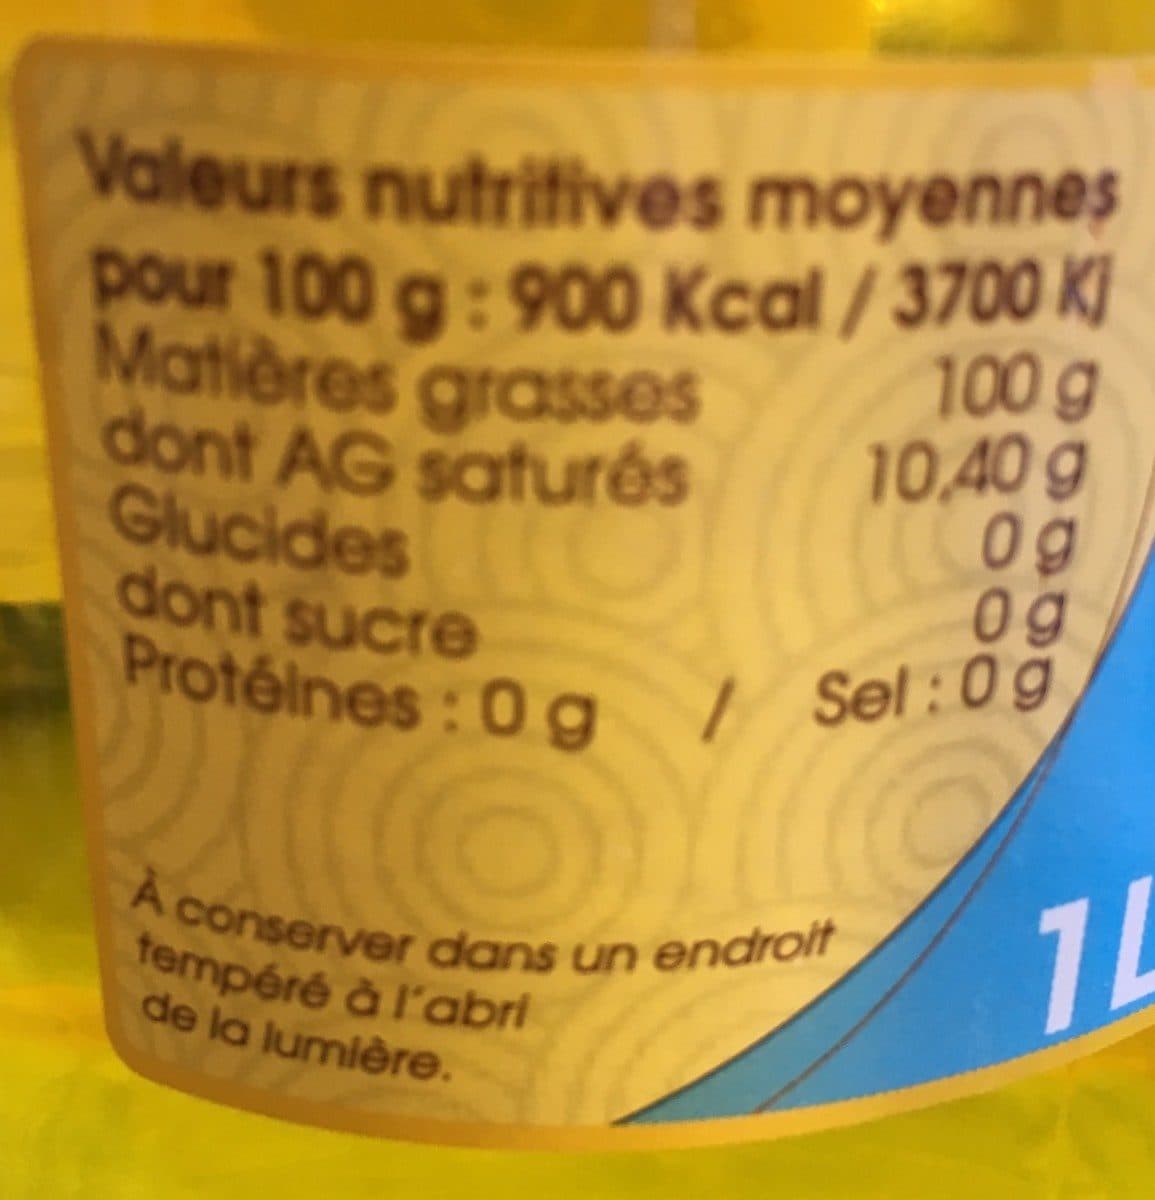 Valeurs nutritives moyennes
pour 100 g : 900 Kcal / 3700 Kj
Matières grasses 100 g
dont AG saturés 10,40 g
Glucides 0 g
dont sucre 0 g
Protéines : 0 g / Sel : 0 g
À conserver dans un endroit
tempéré à l'abri
de la lumière.
1L